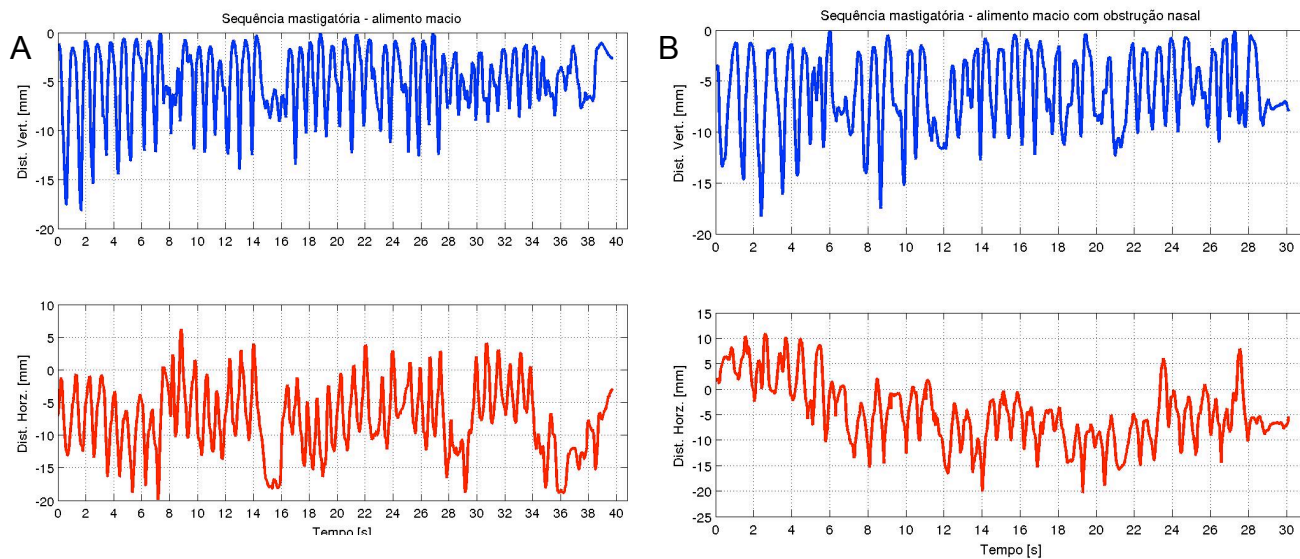 A
Sequência mastigatória - alimento macio
Dist. Vert. [mm]
0
-5
-10
-15
-20
0 2 4 6 8 10 12 14 16 18 20 22 24 26 28 30 32 34 36 38 40
Dist. Horz. [mm]
10
5
0
-5
-10
-15
-20
0 2 4 6 8 10 12 14 16 18 20 22 24 26 28 30 32 34 36 38 40
Tempo [s]
B
Sequência mastigatória - alimento macio com obstrução nasal
Dist. Vert. [mm]
0
-5
-10
-15
-20
0 2 4 6 8 10 12 14 16 18 20 22 24 26 28 30
Dist. Horz. [mm]
15
10
5
0
-5
-10
-15
-20
-25
0 2 4 6 8 10 12 14 16 18 20 22 24 26 28 30
Tempo [s]